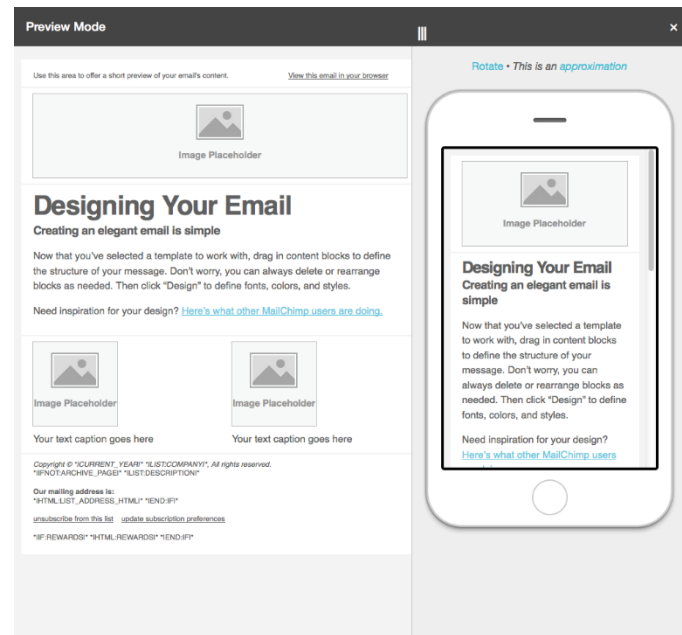 Preview Mode
×
Rotate • This is an approximation
Use this area to offer a short preview of your email's content.
View this email in your browser
Image Placeholder
Designing Your Email
Creating an elegant email is simple
Now that you've selected a template to work with, drag in content blocks to define
the structure of your message. Don't worry, you can always delete or rearrange
blocks as needed. Then click “Design” to define fonts, colors, and styles.
Need inspiration for your design? Here's what other MailChimp users are doing.
Image Placeholder
Your text caption goes here
Image Placeholder
Your text caption goes here
Copyright © *|CURRENT_YEAR|* *|LIST:COMPANY|*, All rights reserved.
*|IFNOT:ARCHIVE_PAGE|* *|LIST:DESCRIPTION|*
Our mailing address is:
*|HTML:LIST_ADDRESS_HTML|* *|END:IF|*
unsubscribe from this list update subscription preferences
*|IF:REWARDS|* *|HTML:REWARDS|* *|END:IF|*
Image Placeholder
Designing Your Email
Creating an elegant email is
simple
Now that you've selected a template
to work with, drag in content blocks
to define the structure of your
message. Don't worry, you can
always delete or rearrange blocks as
needed. Then click “Design” to define
fonts, colors, and styles.
Need inspiration for your design?
Here's what other MailChimp users